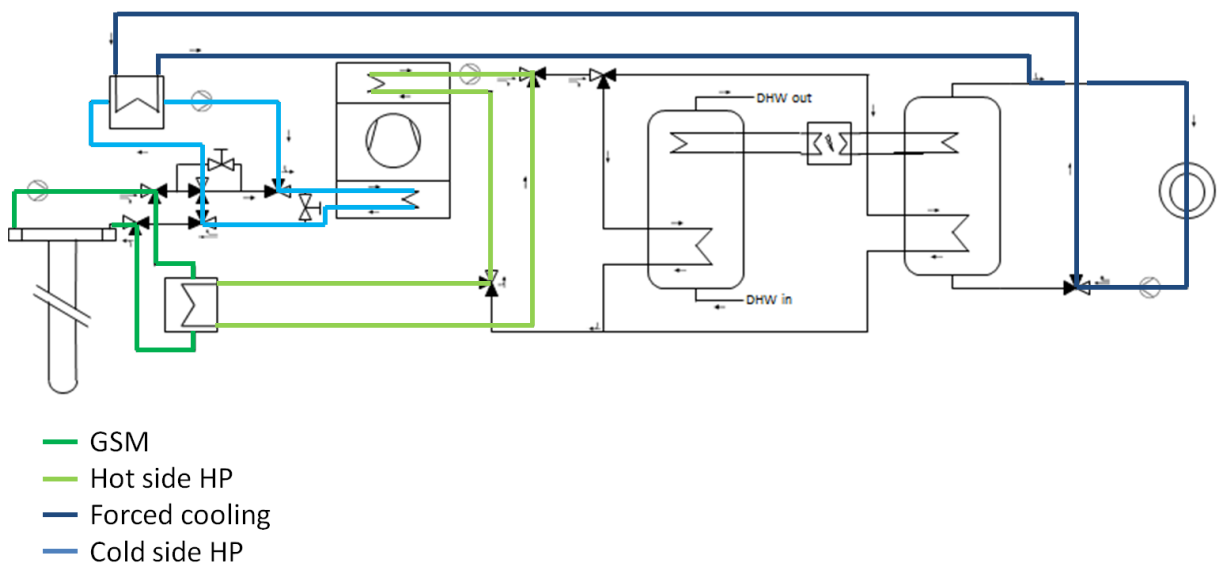 DHW out
DHW in
GSM
Hot side HP
Forced cooling
Cold side HP